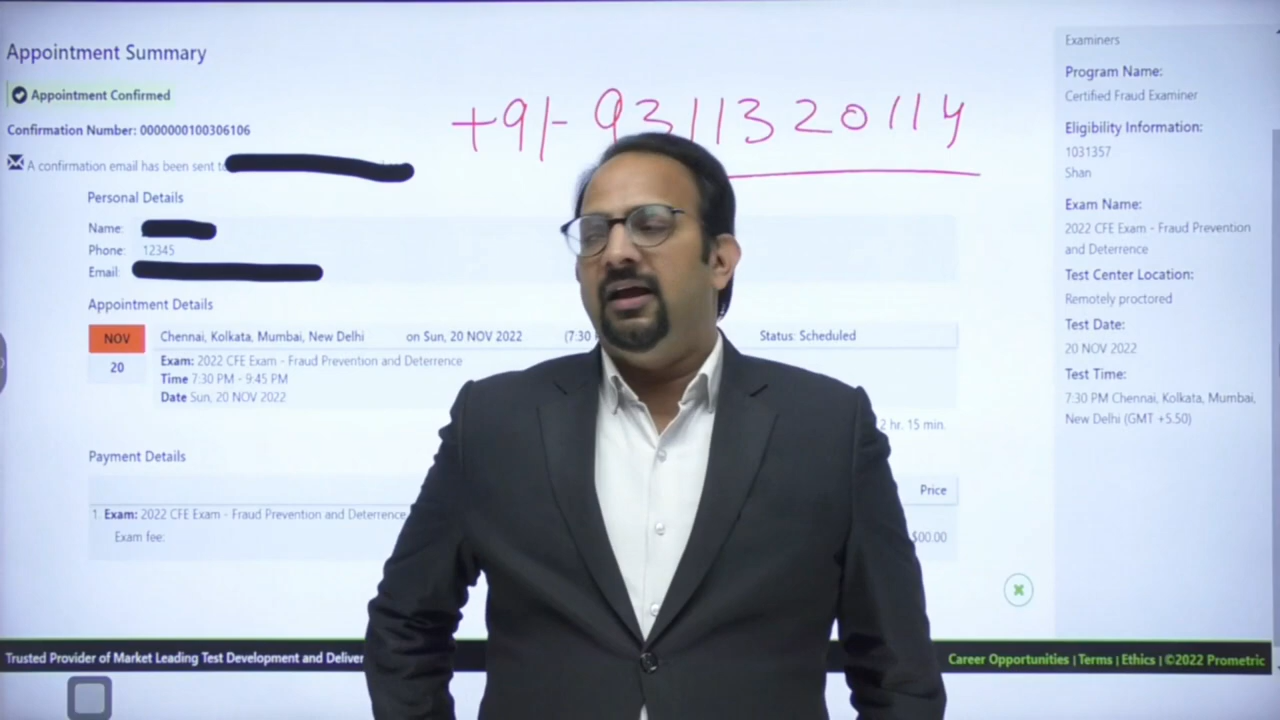 Appointment Summary
Appointment Confirmed
+91-9311320114
Confirmation Number: 0000000100306106
A confirmation email has been sent to
Personal Details
Name:
Phone: 12345
Email:
Appointment Details
NOV
20
Chennai, Kolkata, Mumbai, New Delhi on Sun, 20 NOV 2022 (7:30 Status: Scheduled
Exam: 2022 CFE Exam - Fraud Prevention and Deterrence
Time 7:30 PM - 9:45 PM
Date Sun, 20 NOV 2022
2 hr. 15 min.
Payment Details
Price
1. Exam: 2022 CFE Exam - Fraud Prevention and Deterrence
Exam fee: $00.00
Examiners
Program Name:
Certified Fraud Examiner
Eligibility Information:
1031357
Shan
Exam Name:
2022 CFE Exam - Fraud Prevention
and Deterrence
Test Center Location:
Remotely proctored
Test Date:
20 NOV 2022
Test Time:
7:30 PM Chennai, Kolkata, Mumbai,
New Delhi (GMT +5.50)
Trusted Provider of Market Leading Test Development and Deliver
Career Opportunities | Terms | Ethics | ©2022 Prometric